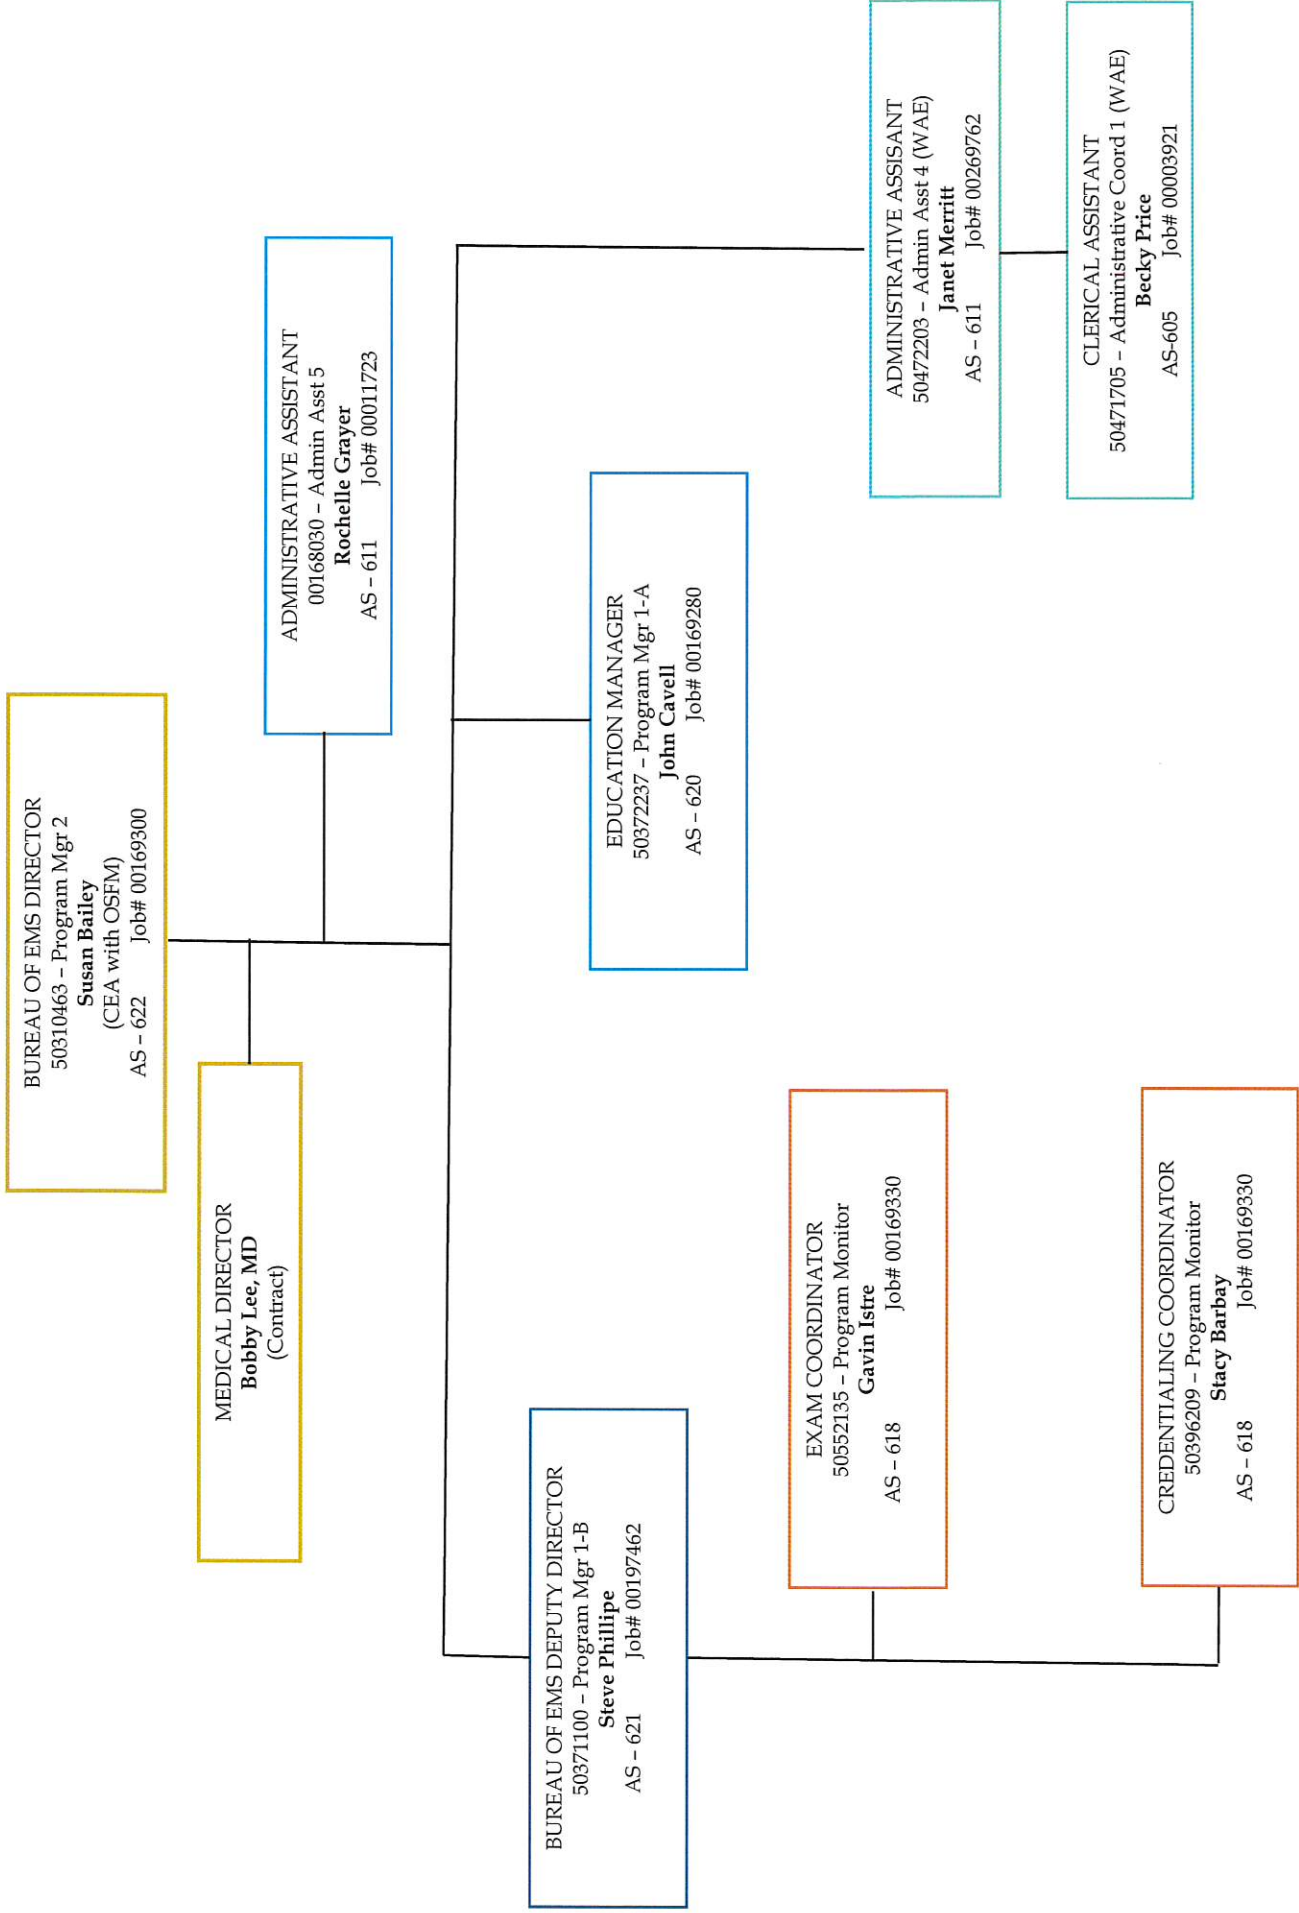 BUREAU OF EMS DIRECTOR
50310463 – Program Mgr 2
Susan Bailey
(CEA with OSFM)
AS – 622 Job# 00169300
MEDICAL DIRECTOR
Bobby Lee, MD
(Contract)
ADMINISTRATIVE ASSISTANT
00168030 – Admin Asst 5
Rochelle Grayer
AS – 611 Job# 00011723
BUREAU OF EMS DEPUTY DIRECTOR
50371100 – Program Mgr 1-B
Steve Phillipe
AS – 621 Job# 00197462
EDUCATION MANAGER
50372237 – Program Mgr 1-A
John Cavell
AS – 620 Job# 00169280
EXAM COORDINATOR
50552135 – Program Monitor
Gavin Istre
AS – 618 Job# 00169330
ADMINISTRATIVE ASSISANT
50472203 – Admin Asst 4 (WAE)
Janet Merritt
AS – 611 Job# 00269762
CLERICAL ASSISTANT
50471705 – Administrative Coord 1 (WAE)
Becky Price
AS-605 Job# 00003921
CREDENTIALING COORDINATOR
50396209 – Program Monitor
Stacy Barbay
AS – 618 Job# 00169330